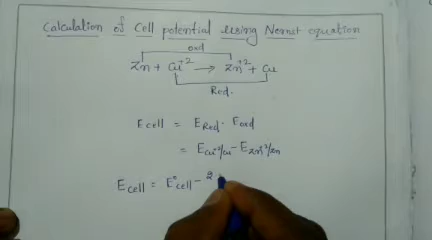 Calculation of Cell potential using Nernst equation
oxd
Zn + Cu+2 → Zn+2 + Cu
Red.
Ecell = ERed. Eoxd
= ECu+2/Cu - EZn+2/Zn
Ecell = E°cell - 2